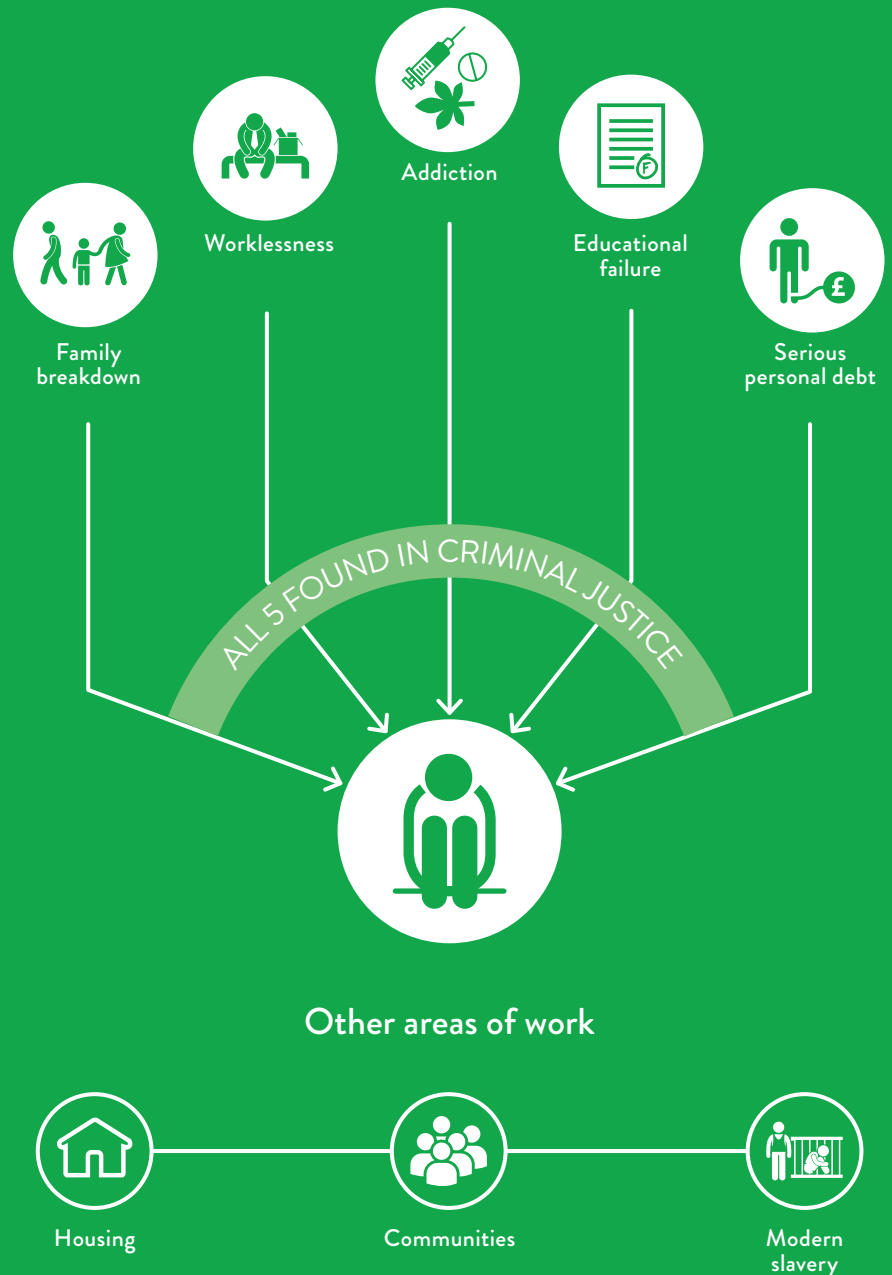 Addiction
Worklessness
Educational
failure
F
Family
breakdown
Serious
personal debt
£
ALL 5 FOUND IN CRIMINAL JUSTICE
Other areas of work
Housing
Communities
Modern
slavery